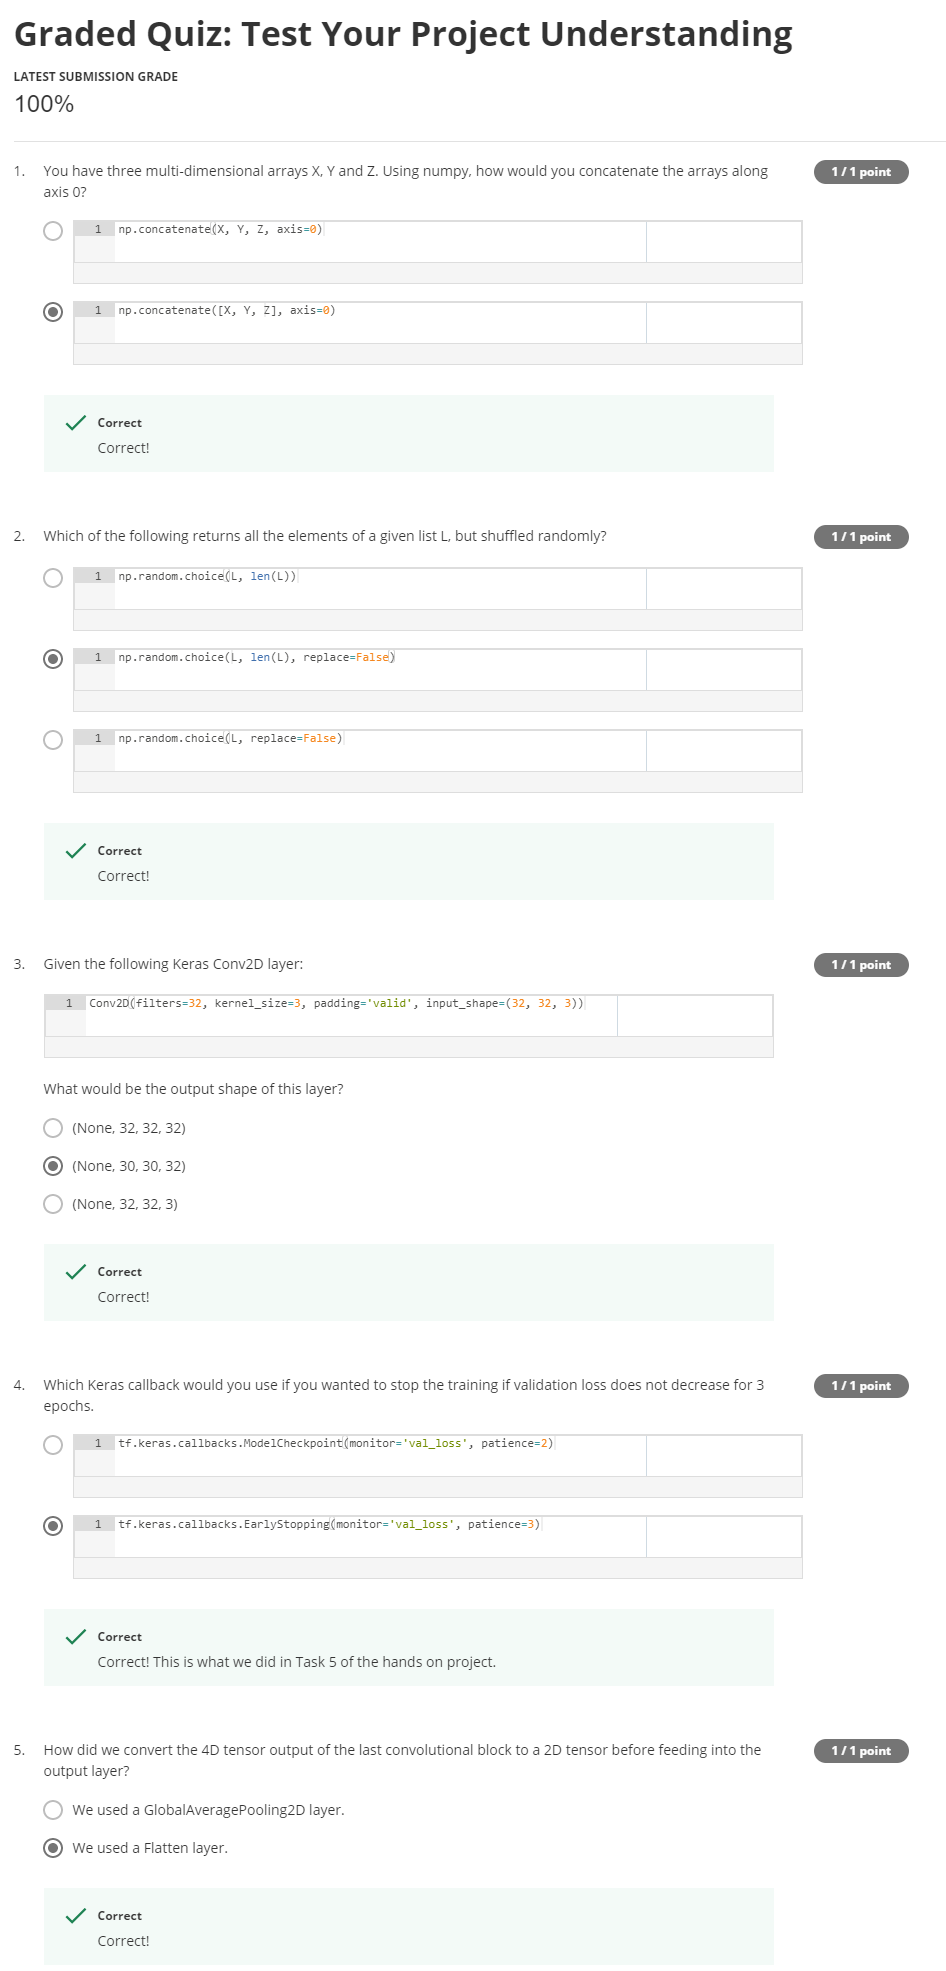 Graded Quiz: Test Your Project Understanding
LATEST SUBMISSION GRADE
100%
1. You have three multi-dimensional arrays X, Y and Z. Using numpy, how would you concatenate the arrays along
axis 0?
1 / 1 point
1 np.concatenate(X, Y, Z, axis=0)
1 np.concatenate([X, Y, Z], axis=0)
Correct
Correct!
2. Which of the following returns all the elements of a given list L, but shuffled randomly?
1 / 1 point
1 np.random.choice(L, len(L))
1 np.random.choice(L, len(L), replace=False)
1 np.random.choice(L, replace=False)
Correct
Correct!
3. Given the following Keras Conv2D layer:
1 / 1 point
1 Conv2D(filters=32, kernel_size=3, padding='valid', input_shape=(32, 32, 3))
What would be the output shape of this layer?
(None, 32, 32, 32)
(None, 30, 30, 32)
(None, 32, 32, 3)
Correct
Correct!
4. Which Keras callback would you use if you wanted to stop the training if validation loss does not decrease for 3
epochs.
1 / 1 point
1 tf.keras.callbacks.ModelCheckpoint(monitor='val_loss', patience=2)
1 tf.keras.callbacks.EarlyStopping(monitor='val_loss', patience=3)
Correct
Correct! This is what we did in Task 5 of the hands on project.
5. How did we convert the 4D tensor output of the last convolutional block to a 2D tensor before feeding into the
output layer?
1 / 1 point
We used a GlobalAveragePooling2D layer.
We used a Flatten layer.
Correct
Correct!